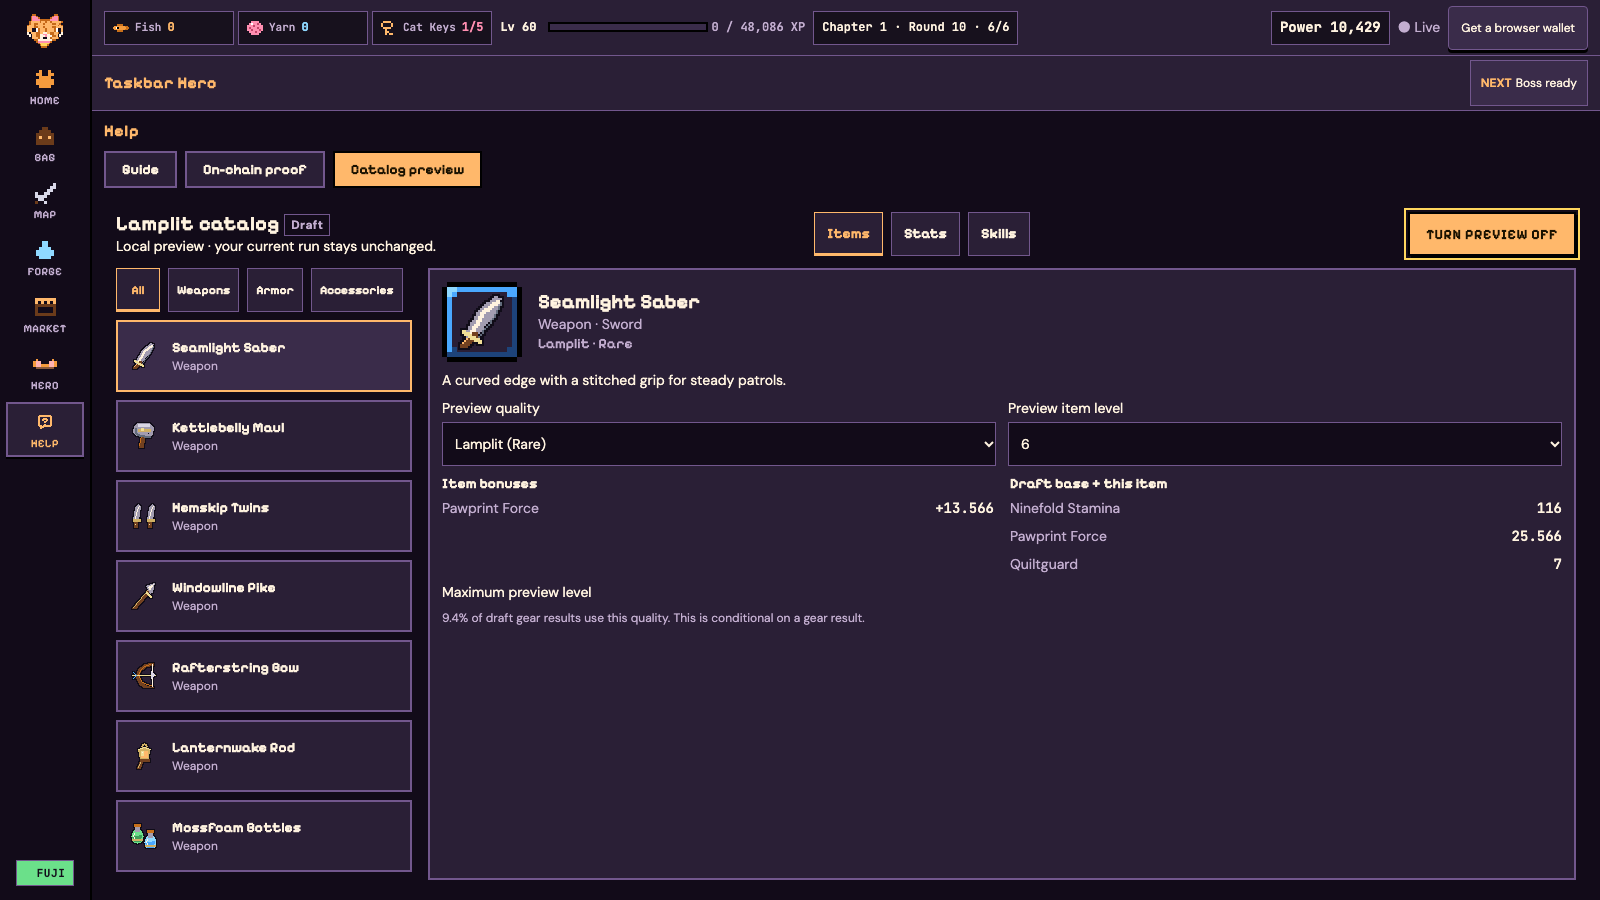 Fish 0
Yarn 0
Cat Keys 1/5
Lv 60
0 / 48,086 XP
Chapter 1 · Round 10 · 6/6
Power 10,429
Live
Get a browser wallet
HOME
BAG
MAP
FORGE
MARKET
HERO
HELP
FUJI
Taskbar Hero
NEXT Boss ready
Help
Guide
On-chain proof
Catalog preview
Lamplit catalog
Draft
Local preview · your current run stays unchanged.
Items
Stats
Skills
TURN PREVIEW OFF
All
Weapons
Armor
Accessories
Seamlight Saber
Weapon
Kettlebelly Maul
Weapon
Hemskip Twins
Weapon
Windowline Pike
Weapon
Rafterstring Bow
Weapon
Lanternwake Rod
Weapon
Mossfoam Bottles
Weapon
Seamlight Saber
Weapon · Sword
Lamplit · Rare
A curved edge with a stitched grip for steady patrols.
Preview quality
Lamplit (Rare)
Preview item level
6
Item bonuses
Pawprint Force +13.566
Draft base + this item
Ninefold Stamina 116
Pawprint Force 25.566
Quiltguard 7
Maximum preview level
9.4% of draft gear results use this quality. This is conditional on a gear result.